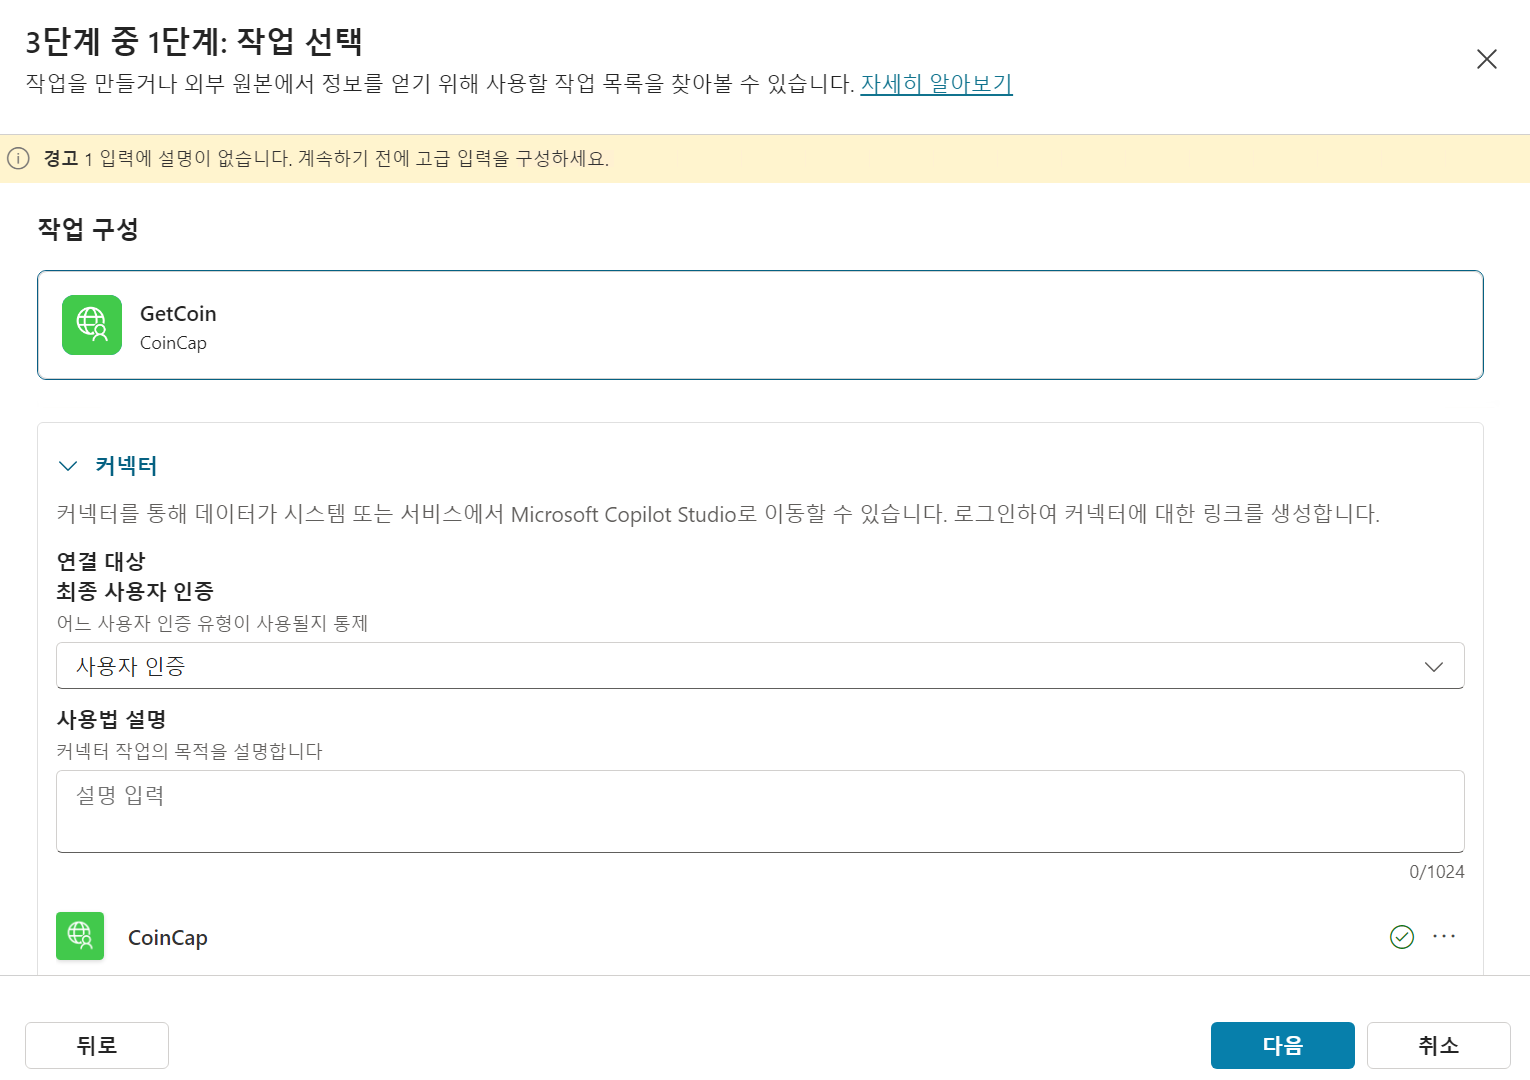 3단계 중 1단계: 작업 선택
작업을 만들거나 외부 원본에서 정보를 얻기 위해 사용할 작업 목록을 찾아볼 수 있습니다. 자세히 알아보기
경고 1 입력에 설명이 없습니다. 계속하기 전에 고급 입력을 구성하세요.
작업 구성
GetCoin
CoinCap
커넥터
커넥터를 통해 데이터가 시스템 또는 서비스에서 Microsoft Copilot Studio로 이동할 수 있습니다. 로그인하여 커넥터에 대한 링크를 생성합니다.
연결 대상
최종 사용자 인증
어느 사용자 인증 유형이 사용될지 통제
사용자 인증
사용법 설명
커넥터 작업의 목적을 설명합니다
설명 입력
0/1024
CoinCap
뒤로
다음
취소